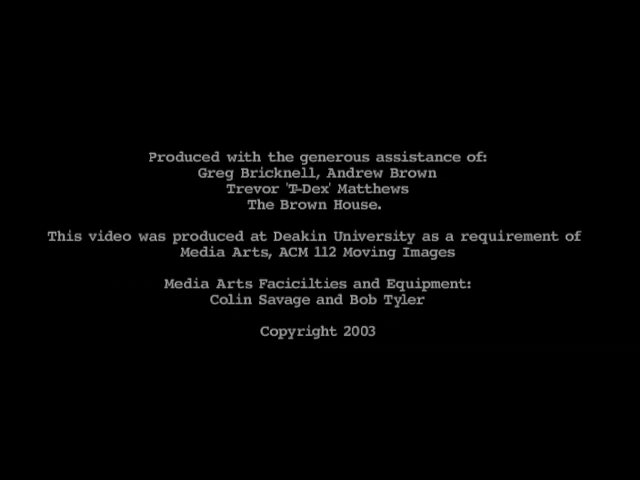 Produced with the generous assistance of:
Greg Bricknell, Andrew Brown
Trevor 'T-Dex' Matthews
The Brown House.
This video was produced at Deakin University as a requirement of
Media Arts, ACM 112 Moving Images
Media Arts Facicilties and Equipment:
Colin Savage and Bob Tyler
Copyright 2003